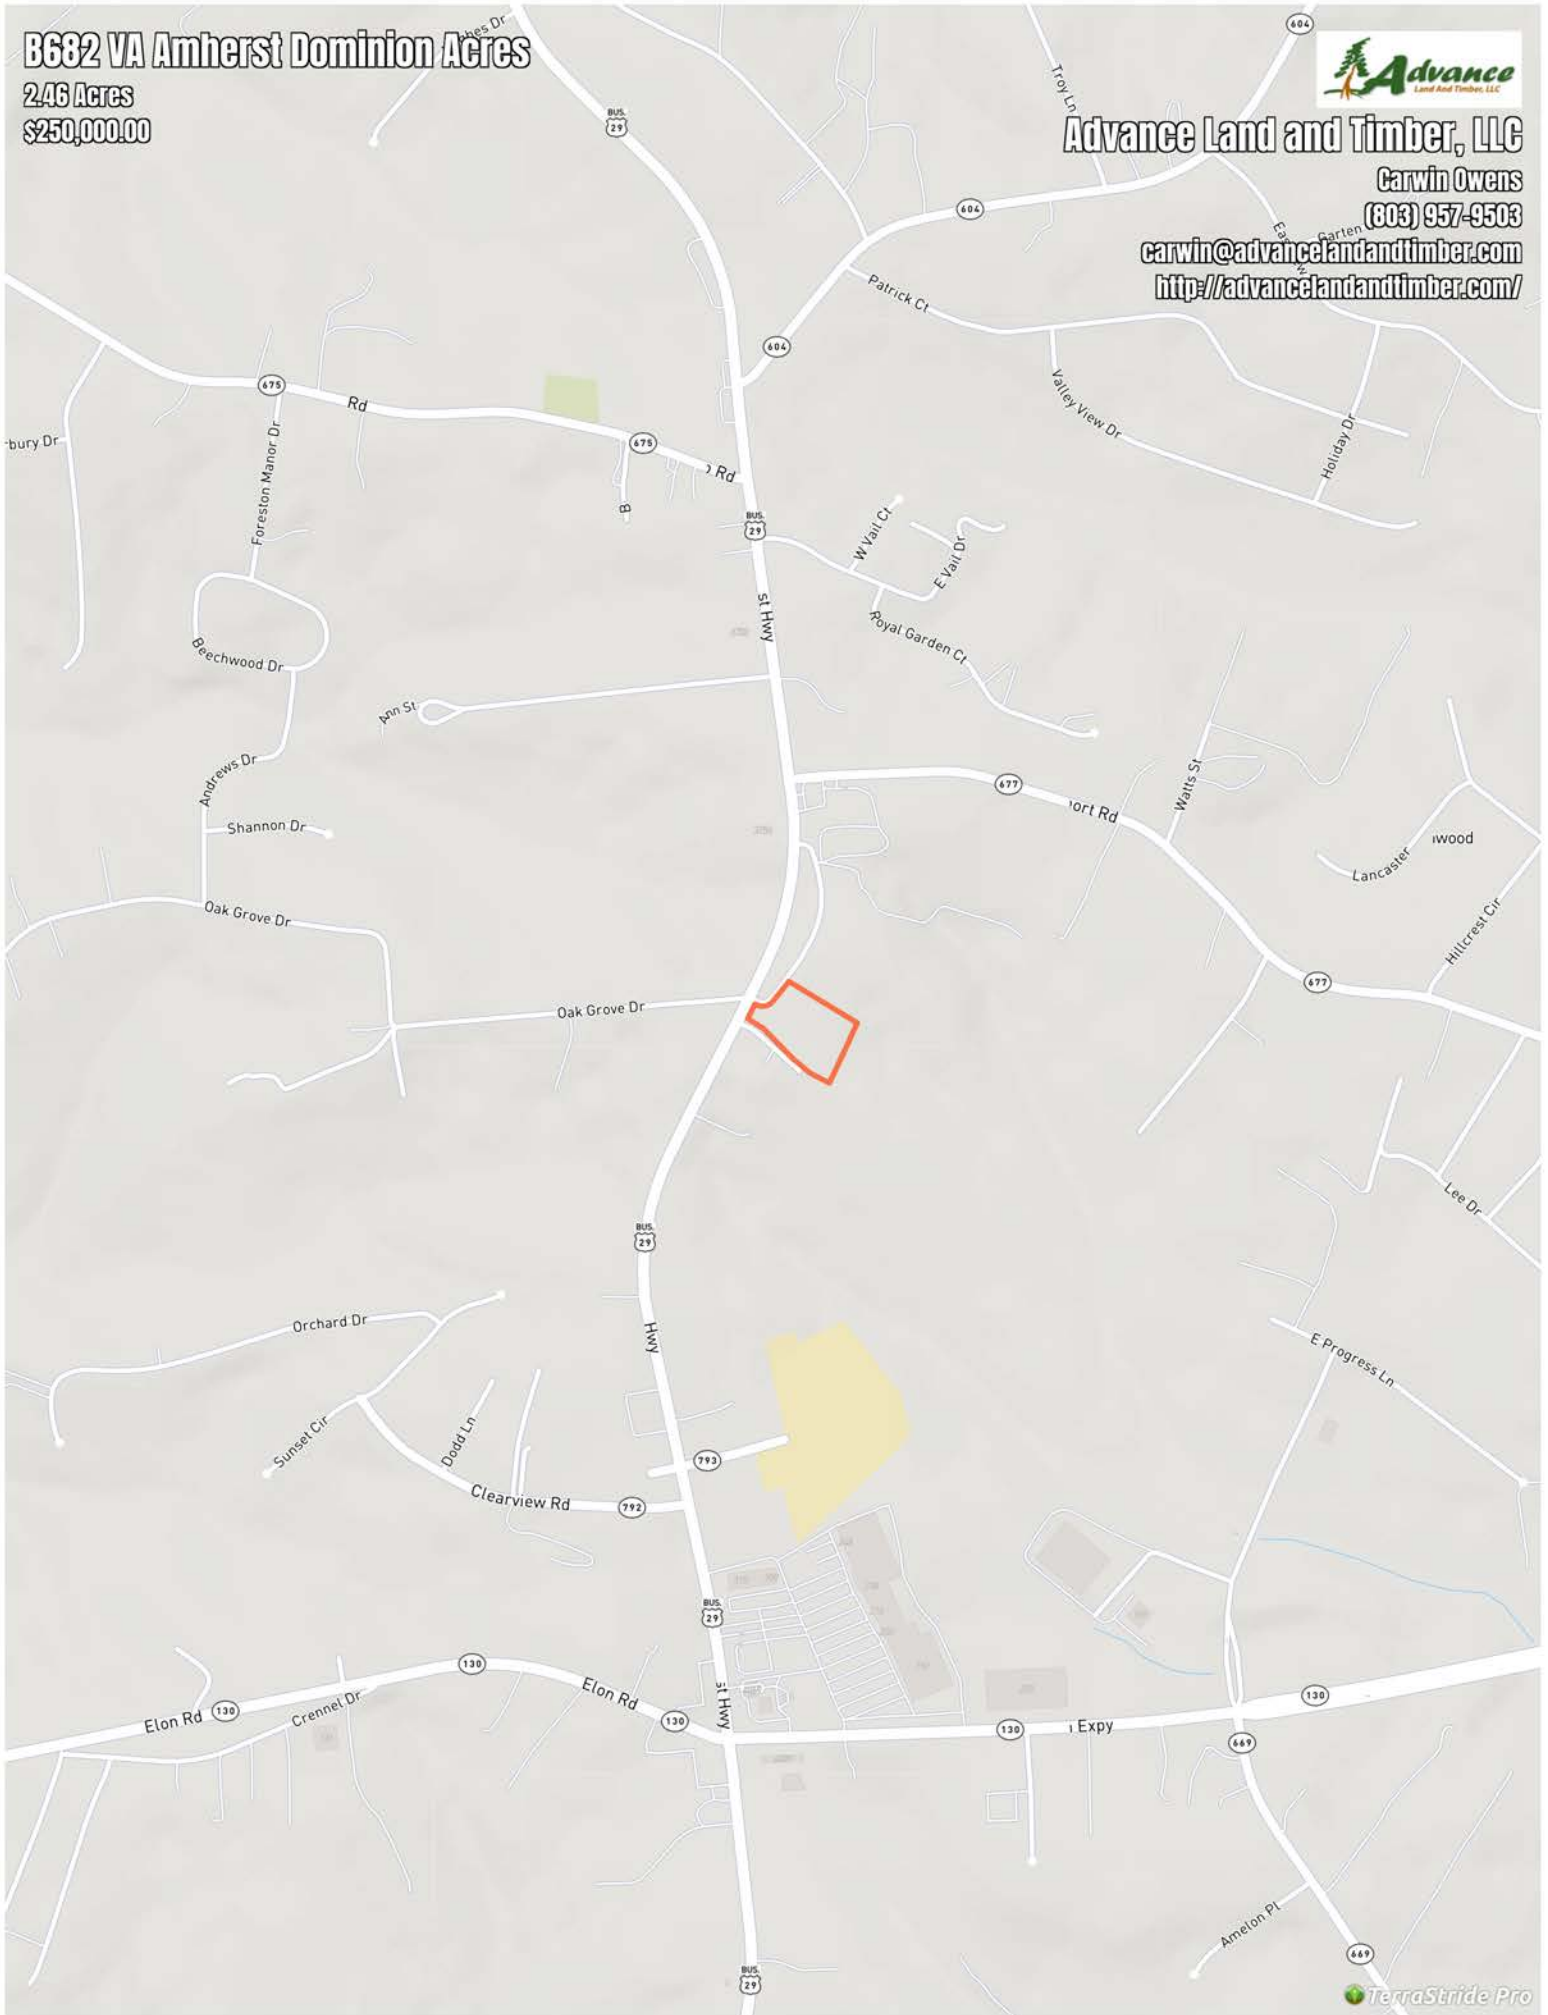 B682 VA Amherst Dominion Acres
2.46 Acres
$250,000.00
Advance
Land And Timber, LLC
Advance Land and Timber, LLC
Carwin Owens
(803) 957-9503
carwin@advancelandandtimber.com
http://advancelandandtimber.com/
604
Troy Ln
BUS.
29
604
Garten
Patrick Ct
604
675
Rd
Valley View Dr
Holiday Dr
bury Dr
Foreston Manor Dr
675
Rd
B
BUS.
29
W Vail Ct
E Vail Dr
st Hwy
Royal Garden Ct
Beechwood Dr
Ann St
Andrews Dr
677
ort Rd
Watts St
Shannon Dr
wood
Lancaster
Oak Grove Dr
Hillcrest Cir
677
Oak Grove Dr
Lee Dr
BUS.
29
Orchard Dr
Hwy
E Progress Ln
Sunset Cir
Dodd Ln
793
Clearview Rd
792
BUS.
29
130
Elon Rd
st Hwy
130
Crennel Dr
Elon Rd
130
130
130
Expy
669
Amelon Pl
669
BUS.
29
TerraStride Pro